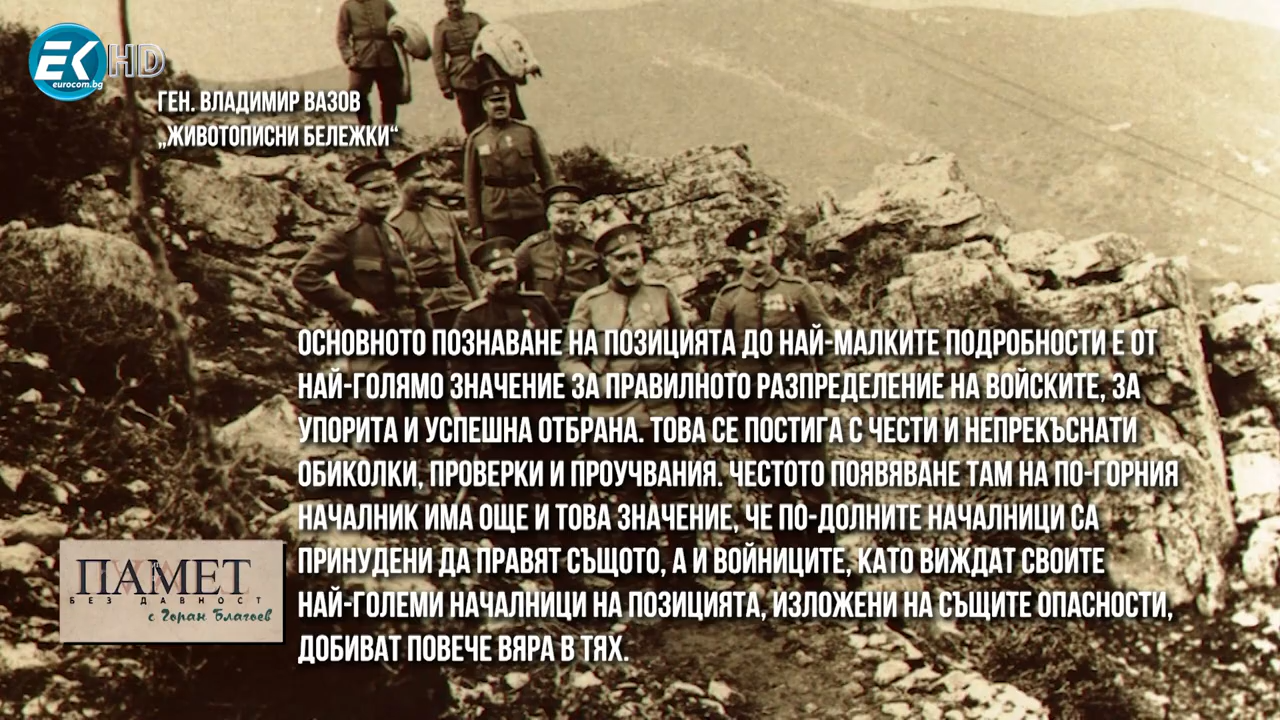 EK HD
eurocom.bg
ГЕН. ВЛАДИМИР ВАЗОВ
„ЖИВОТОПИСНИ БЕЛЕЖКИ“
ОСНОВНОТО ПОЗНАВАНЕ НА ПОЗИЦИЯТА ДО НАЙ-МАЛКИТЕ ПОДРОБНОСТИ Е ОТ
НАЙ-ГОЛЯМО ЗНАЧЕНИЕ ЗА ПРАВИЛНОТО РАЗПРЕДЕЛЕНИЕ НА ВОЙСКИТЕ, ЗА
УПОРИТА И УСПЕШНА ОТБРАНА. ТОВА СЕ ПОСТИГА С ЧЕСТИ И НЕПРЕКЪСНАТИ
ОБИКОЛКИ, ПРОВЕРКИ И ПРОУЧВАНИЯ. ЧЕСТОТО ПОЯВЯВАНЕ ТАМ НА ПО-ГОРНИЯ
НАЧАЛНИК ИМА ОЩЕ И ТОВА ЗНАЧЕНИЕ, ЧЕ ПО-ДОЛНИТЕ НАЧАЛНИЦИ СА
ПРИНУДЕНИ ДА ПРАВЯТ СЪЩОТО, А И ВОЙНИЦИТЕ, КАТО ВИЖДАТ СВОИТЕ
НАЙ-ГОЛЕМИ НАЧАЛНИЦИ НА ПОЗИЦИЯТА, ИЗЛОЖЕНИ НА СЪЩИТЕ ОПАСНОСТИ,
ДОБИВАТ ПОВЕЧЕ ВЯРА В ТЯХ.
ПАМЕТ
БЕЗ ДАВНОСТ
с Горан Благоев